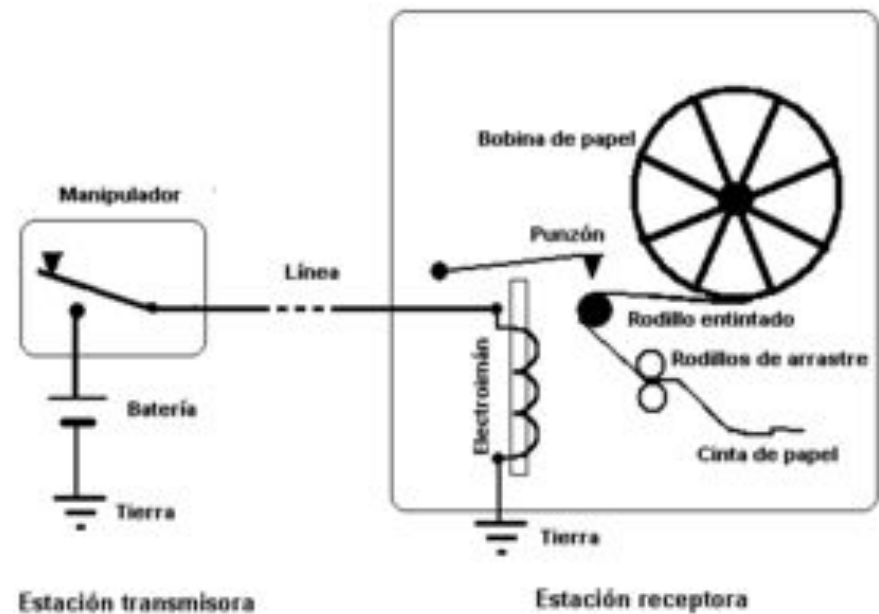 Bobina de papel
Manipulador
Punzón
Línea
Rodillo entintado
Rodillos de arrastre
Electroimán
Batería
Cinta de papel
Tierra
Tierra
Estación transmisora
Estación receptora